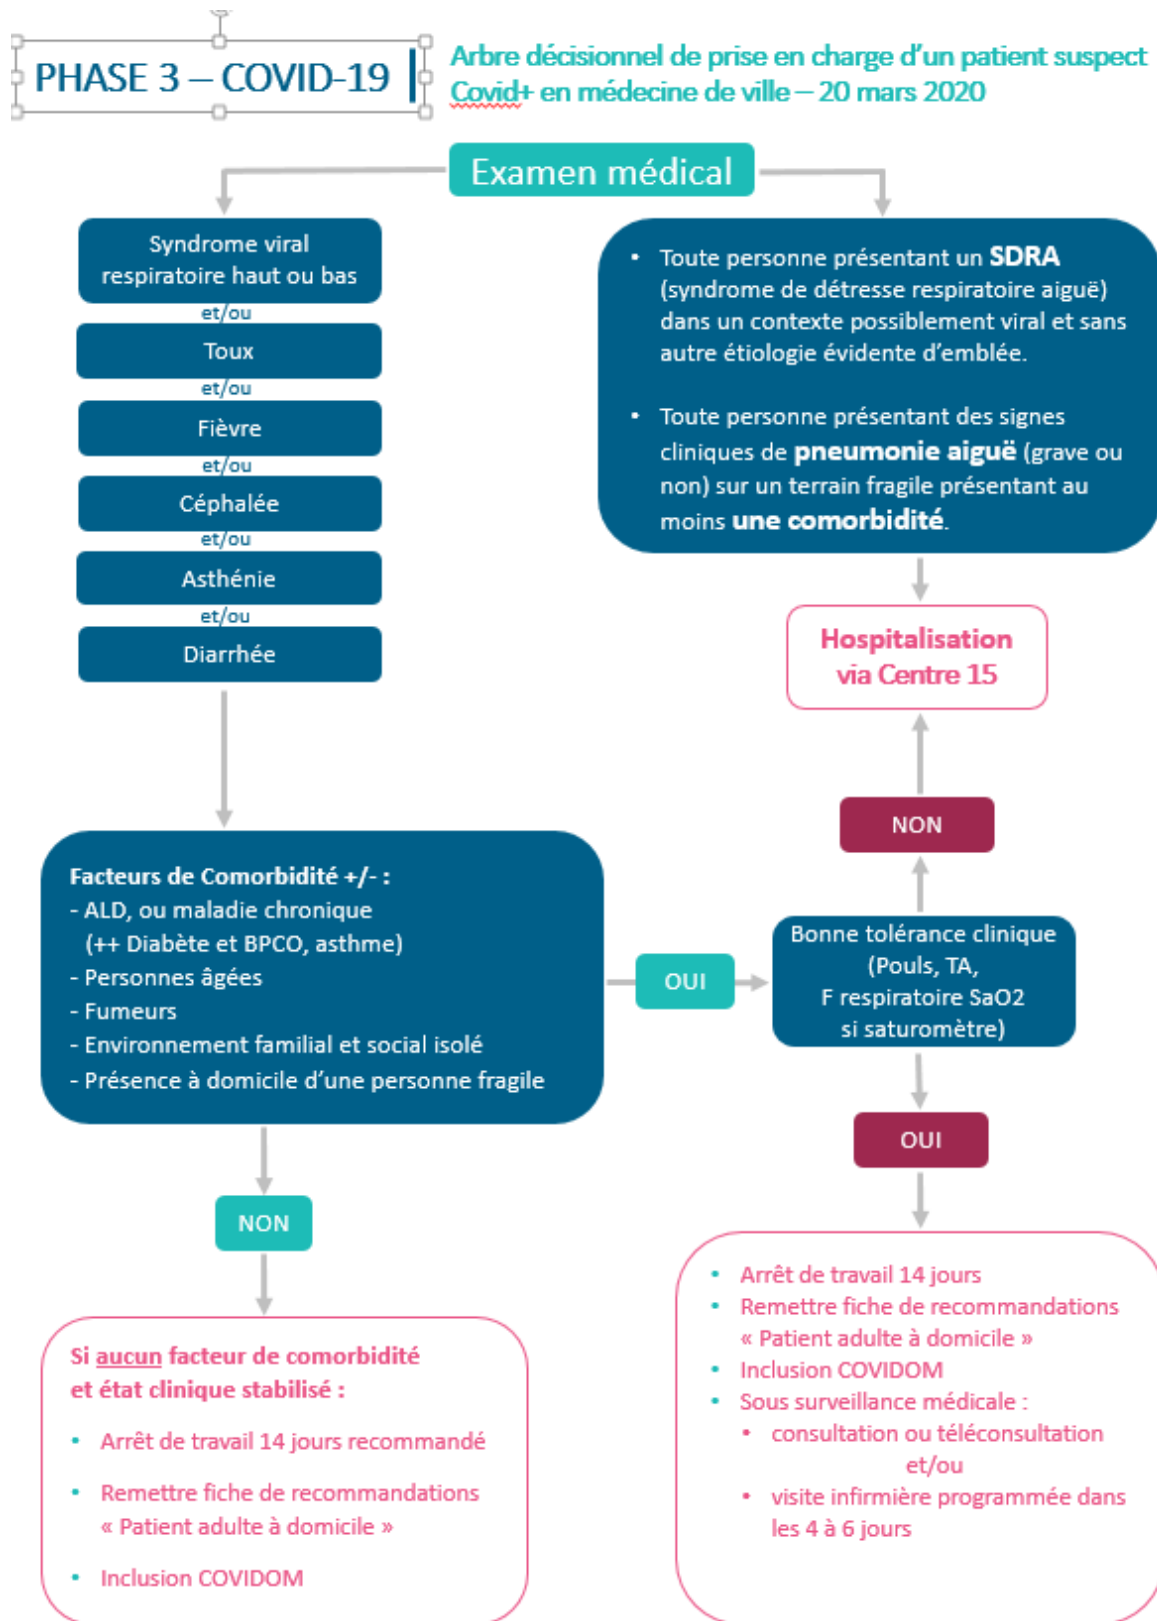 PHASE 3 – COVID-19
Arbre décisionnel de prise en charge d’un patient suspect
Covid+ en médecine de ville – 20 mars 2020
Examen médical
Syndrome viral
respiratoire haut ou bas
et/ou
Toux
et/ou
Fièvre
et/ou
Céphalée
et/ou
Asthénie
et/ou
Diarrhée
• Toute personne présentant un SDRA
(syndrome de détresse respiratoire aiguë)
dans un contexte possiblement viral et sans
autre étiologie évidente d’emblée.
• Toute personne présentant des signes
cliniques de pneumonie aiguë (grave ou
non) sur un terrain fragile présentant au
moins une comorbidité.
Hospitalisation
via Centre 15
NON
Facteurs de Comorbidité +/- :
- ALD, ou maladie chronique
(++ Diabète et BPCO, asthme)
- Personnes âgées
- Fumeurs
- Environnement familial et social isolé
- Présence à domicile d’une personne fragile
OUI
Bonne tolérance clinique
(Pouls, TA,
F respiratoire SaO2
si saturomètre)
OUI
NON
Si aucun facteur de comorbidité
et état clinique stabilisé :
• Arrêt de travail 14 jours recommandé
• Remettre fiche de recommandations
« Patient adulte à domicile »
• Inclusion COVIDOM
• Arrêt de travail 14 jours
• Remettre fiche de recommandations
« Patient adulte à domicile »
• Inclusion COVIDOM
• Sous surveillance médicale :
• consultation ou téléconsultation
et/ou
• visite infirmière programmée dans
les 4 à 6 jours